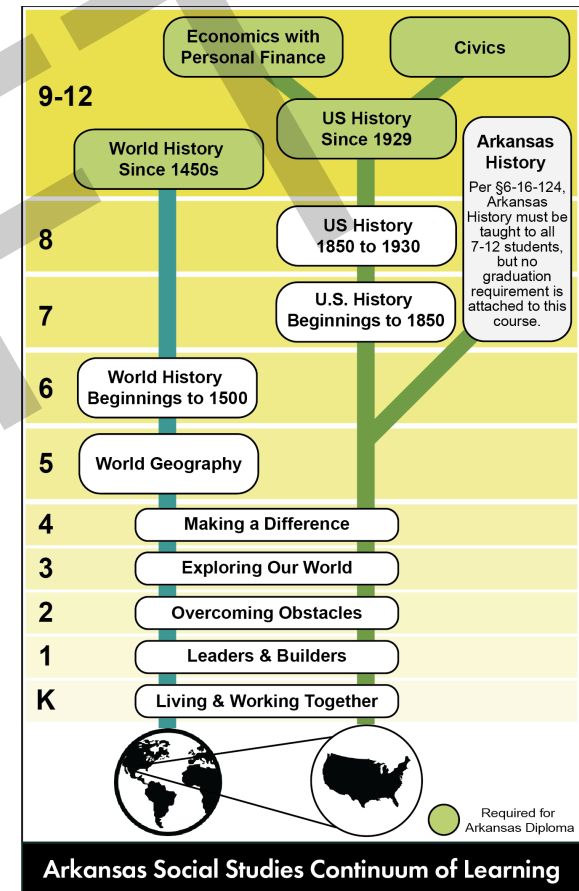 Economics with
Personal Finance
Civics
9-12
US History
Since 1929
World History
Since 1450s
Arkansas
History
Per §6-16-124,
Arkansas
History must be
taught to all
7-12 students,
but no
graduation
requirement is
attached to this
course.
8
US History
1850 to 1930
7
U.S. History
Beginnings to 1850
6
World History
Beginnings to 1500
5
World Geography
4
Making a Difference
3
Exploring Our World
2
Overcoming Obstacles
1
Leaders & Builders
K
Living & Working Together
Required for
Arkansas Diploma
Arkansas Social Studies Continuum of Learning